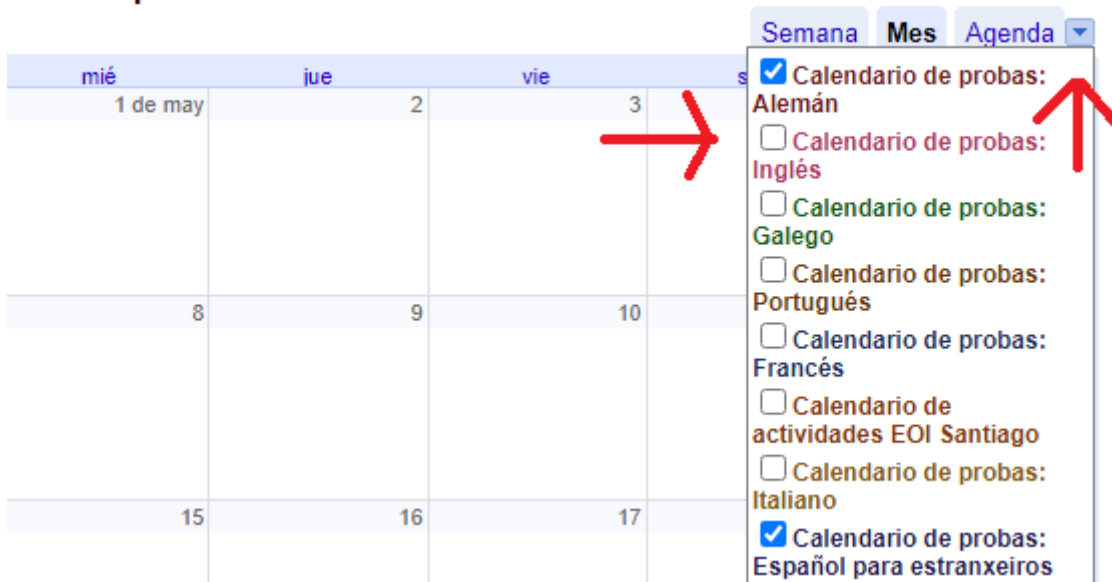 Semana Mes Agenda
mié jue vie
1 de may 2 3
Calendario de probas:
Alemán
Calendario de probas:
Inglés
Calendario de probas:
Galego
Calendario de probas:
Portugués
8 9 10
Calendario de probas:
Francés
Calendario de
actividades EOI Santiago
Calendario de probas:
Italiano
15 16 17
Calendario de probas:
Español para estranxeiros